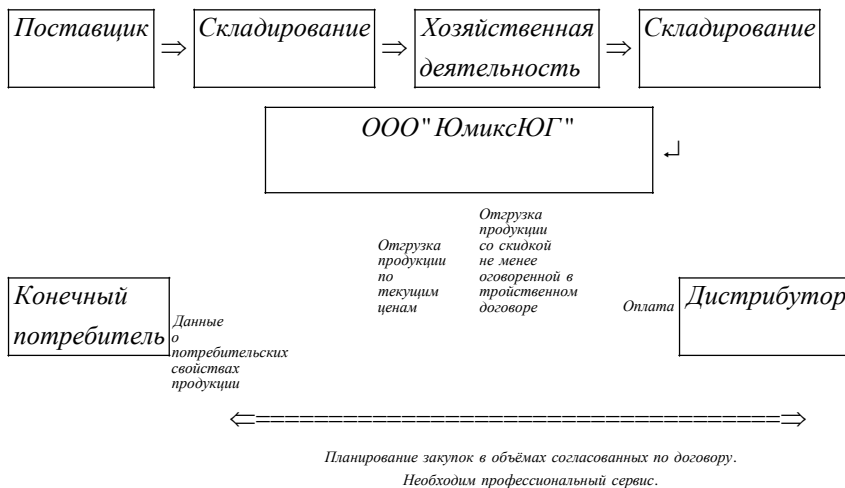 Поставщик ⇒ Складирование ⇒ Хозяйственная ⇒ Складирование
деятельность
ООО"ЮмиксЮГ"
↵
Отгрузка
продукции
по
текущим
ценам
Отгрузка
продукции
со скидкой
не менее
оговоренной в
тройственном
договоре
Конечный
потребитель
Данные
о
потребительских
свойствах
продукции
Оплата
Дистрибутор
⇐================================⇒
Планирование закупок в объёмах согласованных по договору.
Необходим профессиональный сервис.